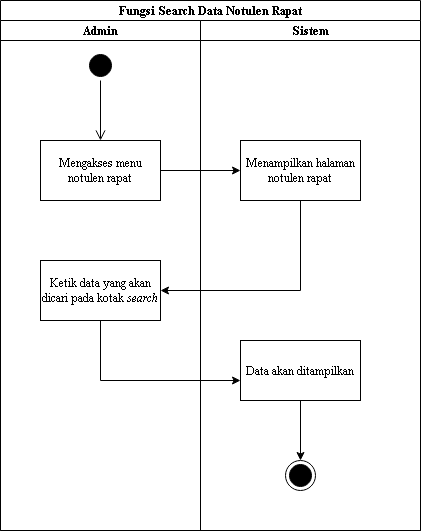 Fungsi Search Data Notulen Rapat
Admin
Sistem
Mengakses menu
notulen rapat
Menampilkan halaman
notulen rapat
Ketik data yang akan
dicari pada kotak search
Data akan ditampilkan